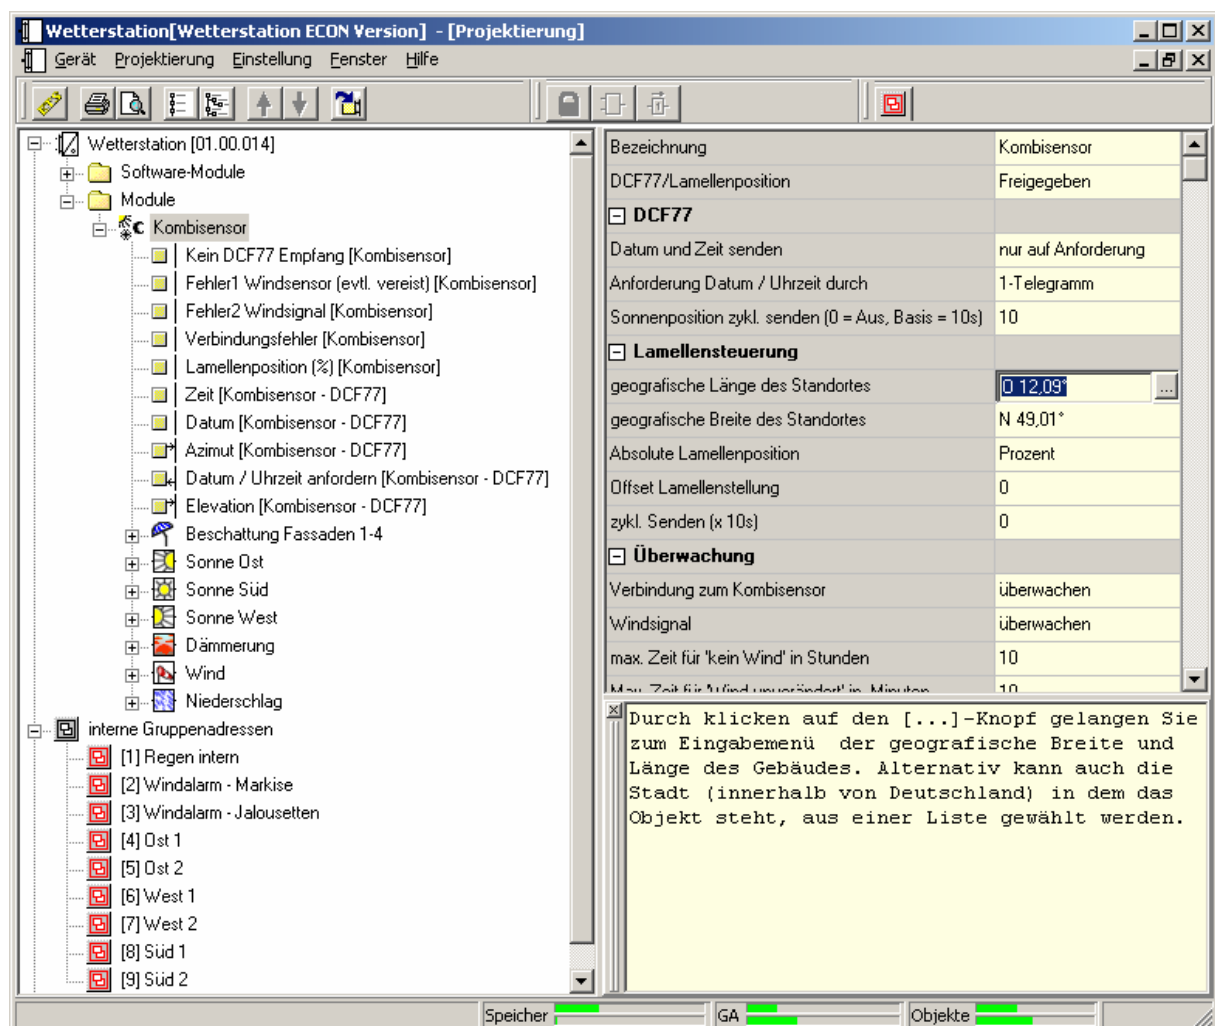 Wetterstation[Wetterstation ECON Version] - [Projektierung]
Gerät Projektierung Einstellung Fenster Hilfe
Wetterstation [01.00.014]
Software-Module
Module
Kombisensor
Kein DCF77 Empfang [Kombisensor]
Fehler1 Windsensor (evtl. vereist) [Kombisensor]
Fehler2 Windsignal [Kombisensor]
Verbindungsfehler [Kombisensor]
Lamellenposition (%) [Kombisensor]
Zeit [Kombisensor - DCF77]
Datum [Kombisensor - DCF77]
Azimut [Kombisensor - DCF77]
Datum / Uhrzeit anfordern [Kombisensor - DCF77]
Elevation [Kombisensor - DCF77]
Beschattung Fassaden 1-4
Sonne Ost
Sonne Süd
Sonne West
Dämmerung
Wind
Niederschlag
interne Gruppenadressen
[1] Regen intern
[2] Windalarm - Markise
[3] Windalarm - Jalousetten
[4] Ost 1
[5] Ost 2
[6] West 1
[7] West 2
[8] Süd 1
[9] Süd 2
Bezeichnung Kombisensor
DCF77/Lamellenposition Freigegeben
DCF77
Datum und Zeit senden nur auf Anforderung
Anforderung Datum / Uhrzeit durch 1-Telegramm
Sonnenposition zykl. senden (0 = Aus, Basis = 10s) 10
Lamellensteuerung
geografische Länge des Standortes O 12,09° ...
geografische Breite des Standortes N 49,01°
Absolute Lamellenposition Prozent
Offset Lamellenstellung 0
zykl. Senden (x 10s) 0
Überwachung
Verbindung zum Kombisensor überwachen
Windsignal überwachen
max. Zeit für 'kein Wind' in Stunden 10
Max. Zeit für 'Wind unverändert' in Minuten 10
Durch klicken auf den [...]-Knopf gelangen Sie
zum Eingabemenü der geografische Breite und
Länge des Gebäudes. Alternativ kann auch die
Stadt (innerhalb von Deutschland) in dem das
Objekt steht, aus einer Liste gewählt werden.
Speicher GA Objekte